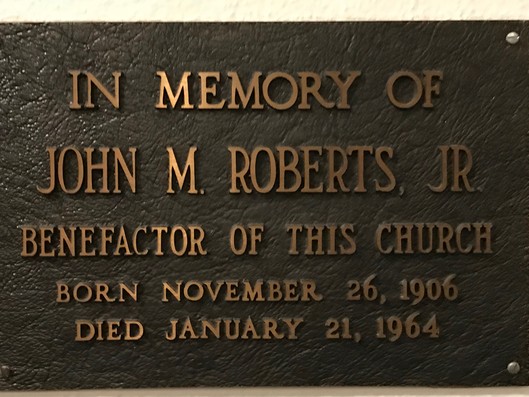 IN MEMORY OF
JOHN M. ROBERTS, JR.
BENEFACTOR OF THIS CHURCH
BORN NOVEMBER 26, 1906
DIED JANUARY 21, 1964